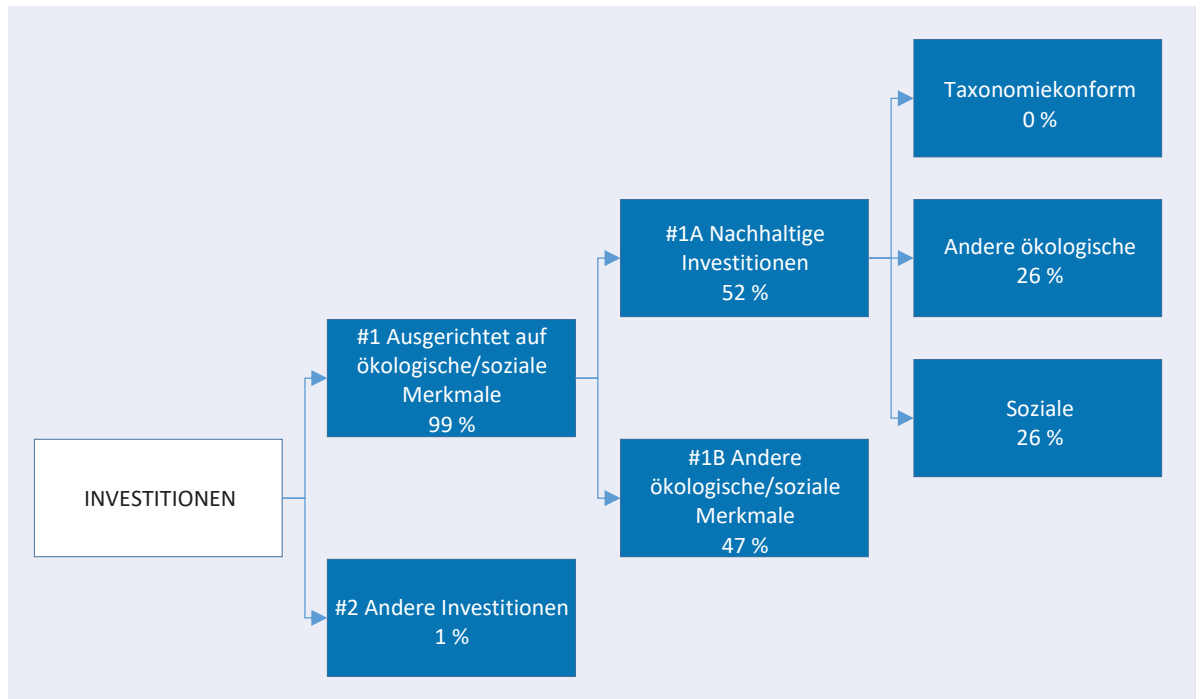 INVESTITIONEN
#1 Ausgerichtet auf
ökologische/soziale
Merkmale
99 %
#2 Andere Investitionen
1 %
#1A Nachhaltige
Investitionen
52 %
#1B Andere
ökologische/soziale
Merkmale
47 %
Taxonomiekonform
0 %
Andere ökologische
26 %
Soziale
26 %